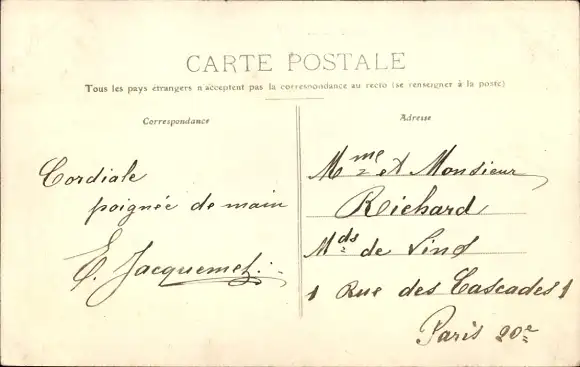 CARTE POSTALE
Tous les pays étrangers n'acceptent pas la correspondance au recto (se renseigner à la poste)
Correspondance
Cordiale
poignée de main
E. Jacquemet
Adresse
Mme et Monsieur
Richard
Mds de Vins
1 Rue des Cascades 1
Paris 20e